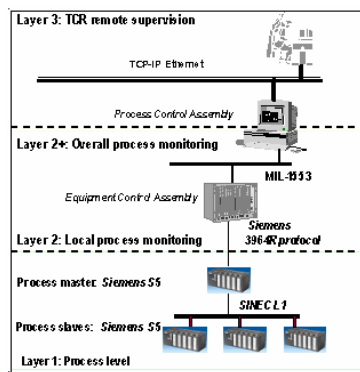 Layer 3: TCR remote supervision
TCP-IP Ethernet
Process Control Assembly
Layer 2+: Overall process monitoring
MIL-1553
Equipment Control Assembly
Siemens
3964R protocol
Layer 2: Local process monitoring
Process master: Siemens S5
SINEC L1
Process slaves: Siemens S5
Layer 1: Process level